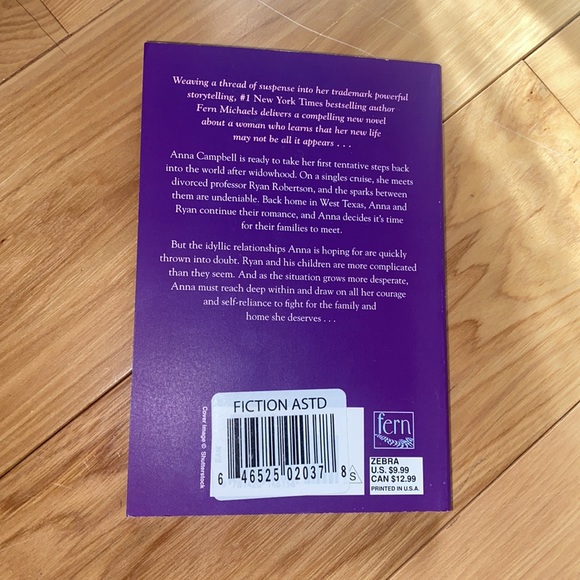 Weaving a thread of suspense into her trademark powerful
storytelling, #1 New York Times bestselling author
Fern Michaels delivers a compelling new novel
about a woman who learns that her new life
may not be all it appears . . .
Anna Campbell is ready to take her first tentative steps back
into the world after widowhood. On a singles cruise, she meets
divorced professor Ryan Robertson, and the sparks between
them are undeniable. Back home in West Texas, Anna and
Ryan continue their romance, and Anna decides it's time
for their families to meet.
But the idyllic relationships Anna is hoping for are quickly
thrown into doubt. Ryan and his children are more complicated
than they seem. And as the situation grows more desperate,
Anna must reach deep within and draw on all her courage
and self-reliance to fight for the family and
home she deserves . . .
Cover image © Shutterstock
FICTION ASTD
6 46525 02037 8 S
fern
ZEBRA
U.S. $9.99
CAN $12.99
PRINTED IN U.S.A.